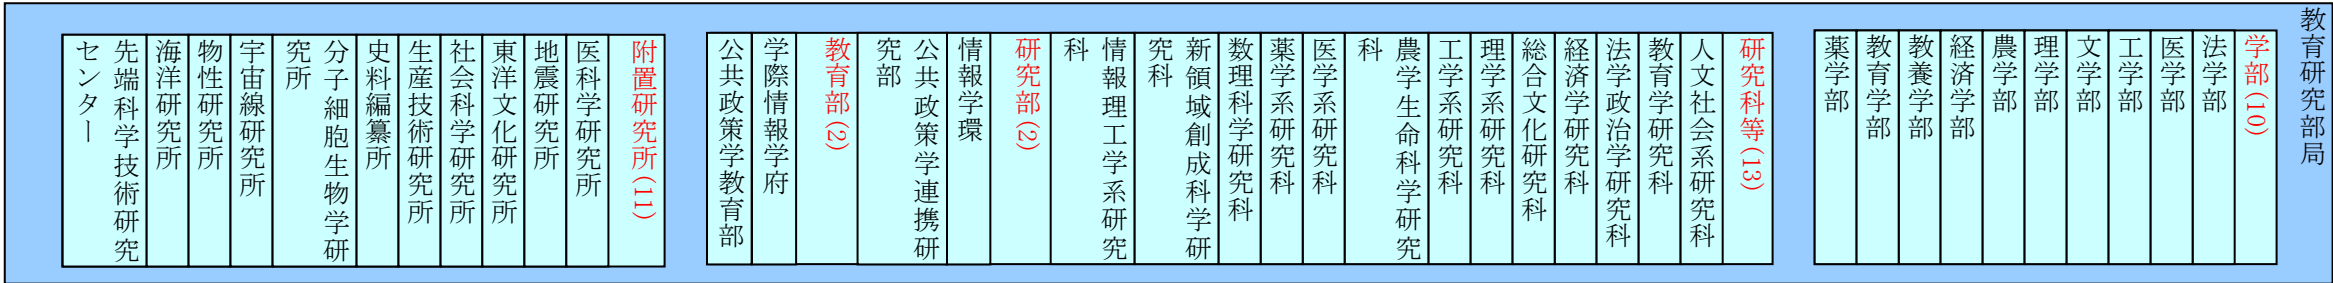 教育研究部局
学部(10)
法学部
医学部
工学部
文学部
理学部
農学部
経済学部
教養学部
教育学部
薬学部
研究科等(13)
人文社会系研究科
教育学研究科
法学政治学研究科
経済学研究科
総合文化研究科
理学系研究科
工学系研究科
農学生命科学研究
科
医学系研究科
薬学系研究科
数理科学研究科
新領域創成科学研
究科
情報理工学系研究
科
研究部(2)
情報学環
公共政策学連携研
究部
教育部(2)
学際情報学府
公共政策学教育部
附置研究所(11)
医科学研究所
地震研究所
東洋文化研究所
社会科学研究所
生産技術研究所
史料編纂所
分子細胞生物学研
究所
宇宙線研究所
物性研究所
海洋研究所
先端科学技術研究
センター